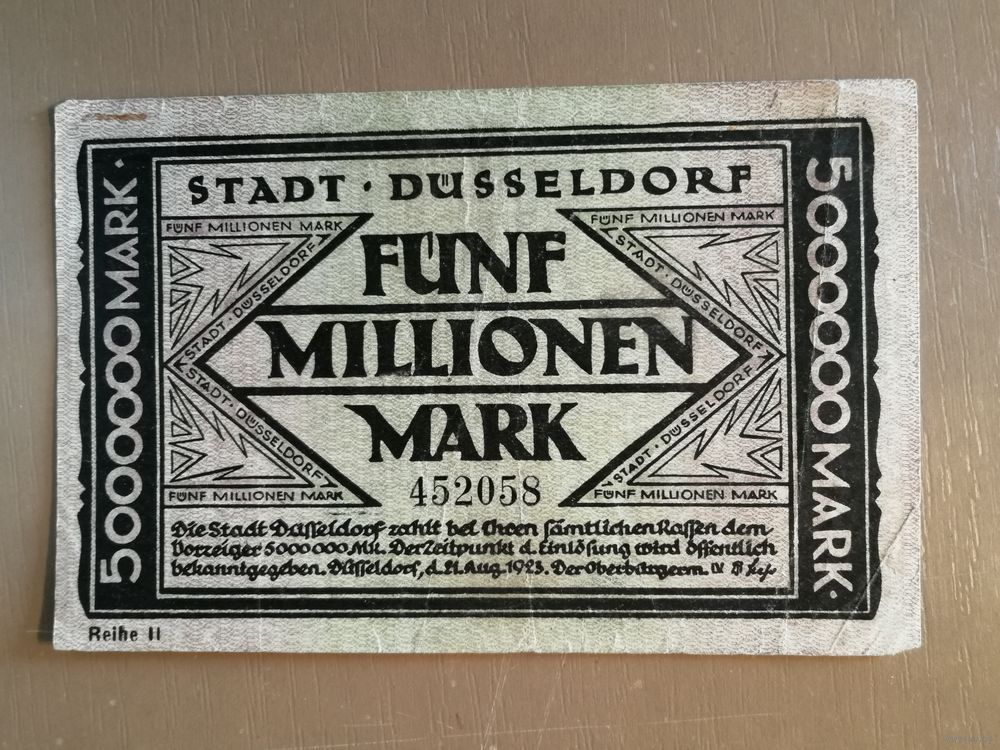 STADT · DÜSSELDORF
FÜNF MILLIONEN MARK
FÜNF MILLIONEN MARK
STADT · DÜSSELDORF
STADT · DÜSSELDORF
5000000 MARK ·
FÜNF
MILLIONEN
MARK
5000000 MARK ·
STADT · DÜSSELDORF
STADT · DÜSSELDORF
452058
FÜNF MILLIONEN MARK
FÜNF MILLIONEN MARK
Die Stadt Düsseldorf zahlt bei ihren sämtlichen Kassen dem
Vorzeiger 5000000 Mk. Der Zeitpunkt d. Einlösung wird öffentlich
bekanntgegeben. Düsseldorf, d. 21. Aug. 1923. Der Oberbürgerm.
Reihe II